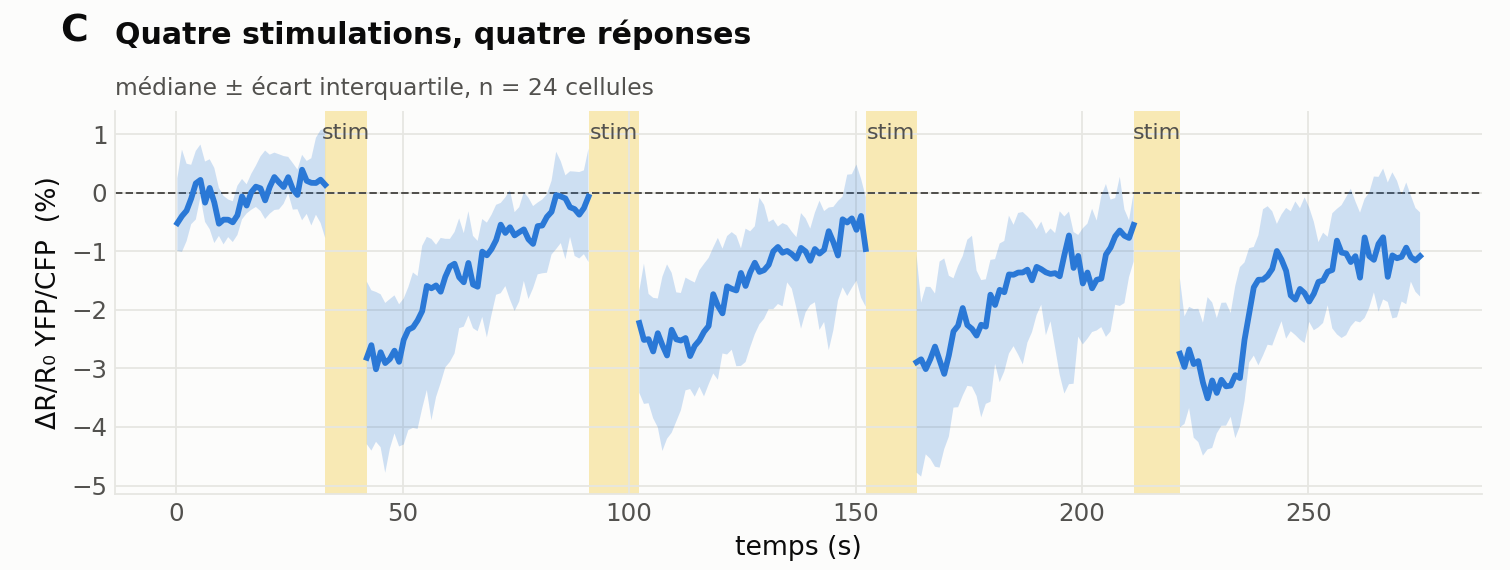 C Quatre stimulations, quatre réponses
médiane ± écart interquartile, n = 24 cellules
stim stim stim stim
1
0
−1
−2
−3
−4
−5
ΔR/R₀ YFP/CFP (%)
0 50 100 150 200 250
temps (s)